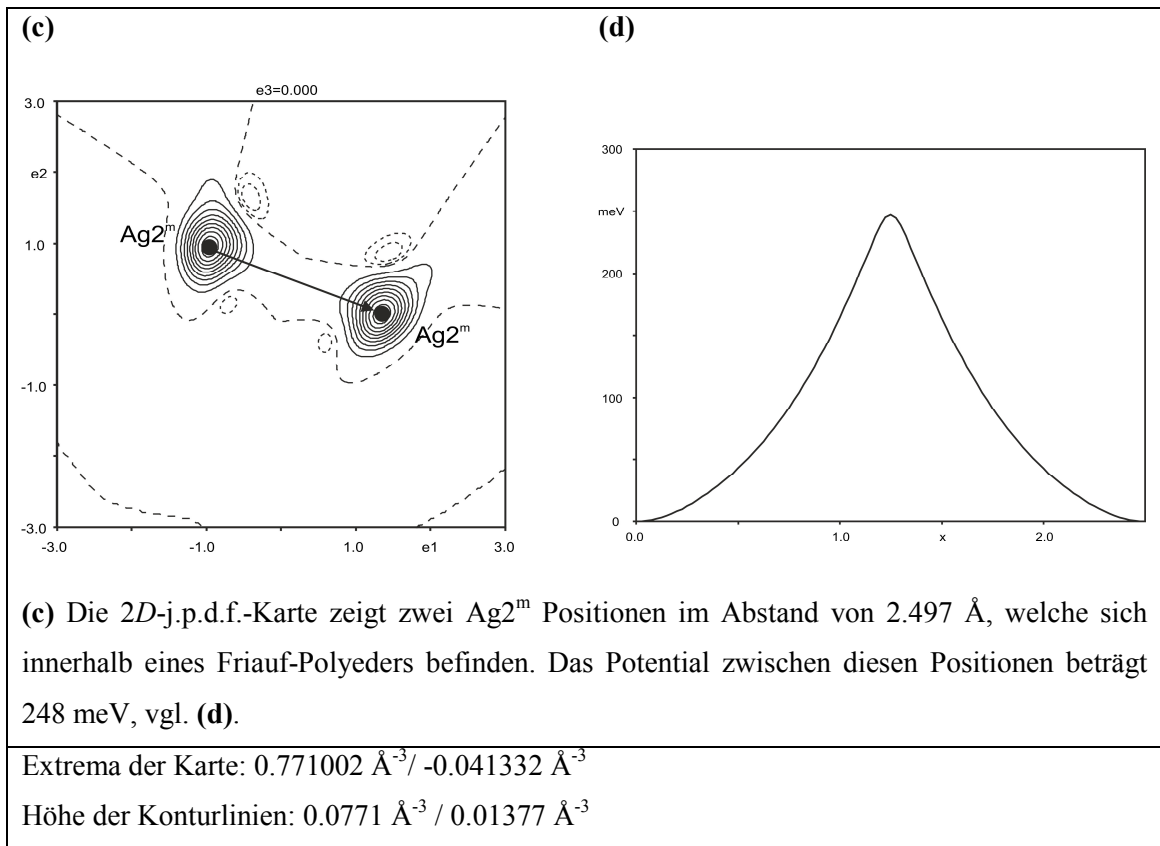 (c)
(d)
e3=0.000
3.0
e2
1.0
-1.0
-3.0
-3.0
-1.0
1.0
e1
3.0
Ag2ᵐ
Ag2ᵐ
300
meV
200
100
0
0.0
1.0
x
2.0
(c) Die 2D-j.p.d.f.-Karte zeigt zwei Ag2ᵐ Positionen im Abstand von 2.497 Å, welche sich
innerhalb eines Friauf-Polyeders befinden. Das Potential zwischen diesen Positionen beträgt
248 meV, vgl. (d).
Extrema der Karte: 0.771002 Å⁻³/ -0.041332 Å⁻³
Höhe der Konturlinien: 0.0771 Å⁻³ / 0.01377 Å⁻³